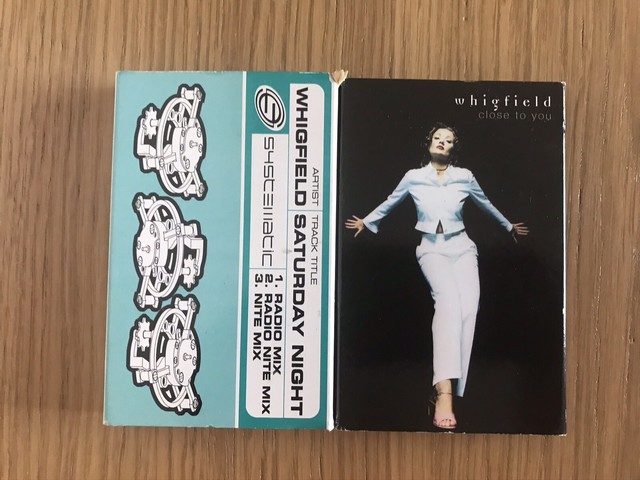 ARTIST TRACK TITLE
WHIGFIELD SATURDAY NIGHT
systematic
1. RADIO MIX
2. RADIO NITE MIX
3. NITE MIX
whigfield
close to you